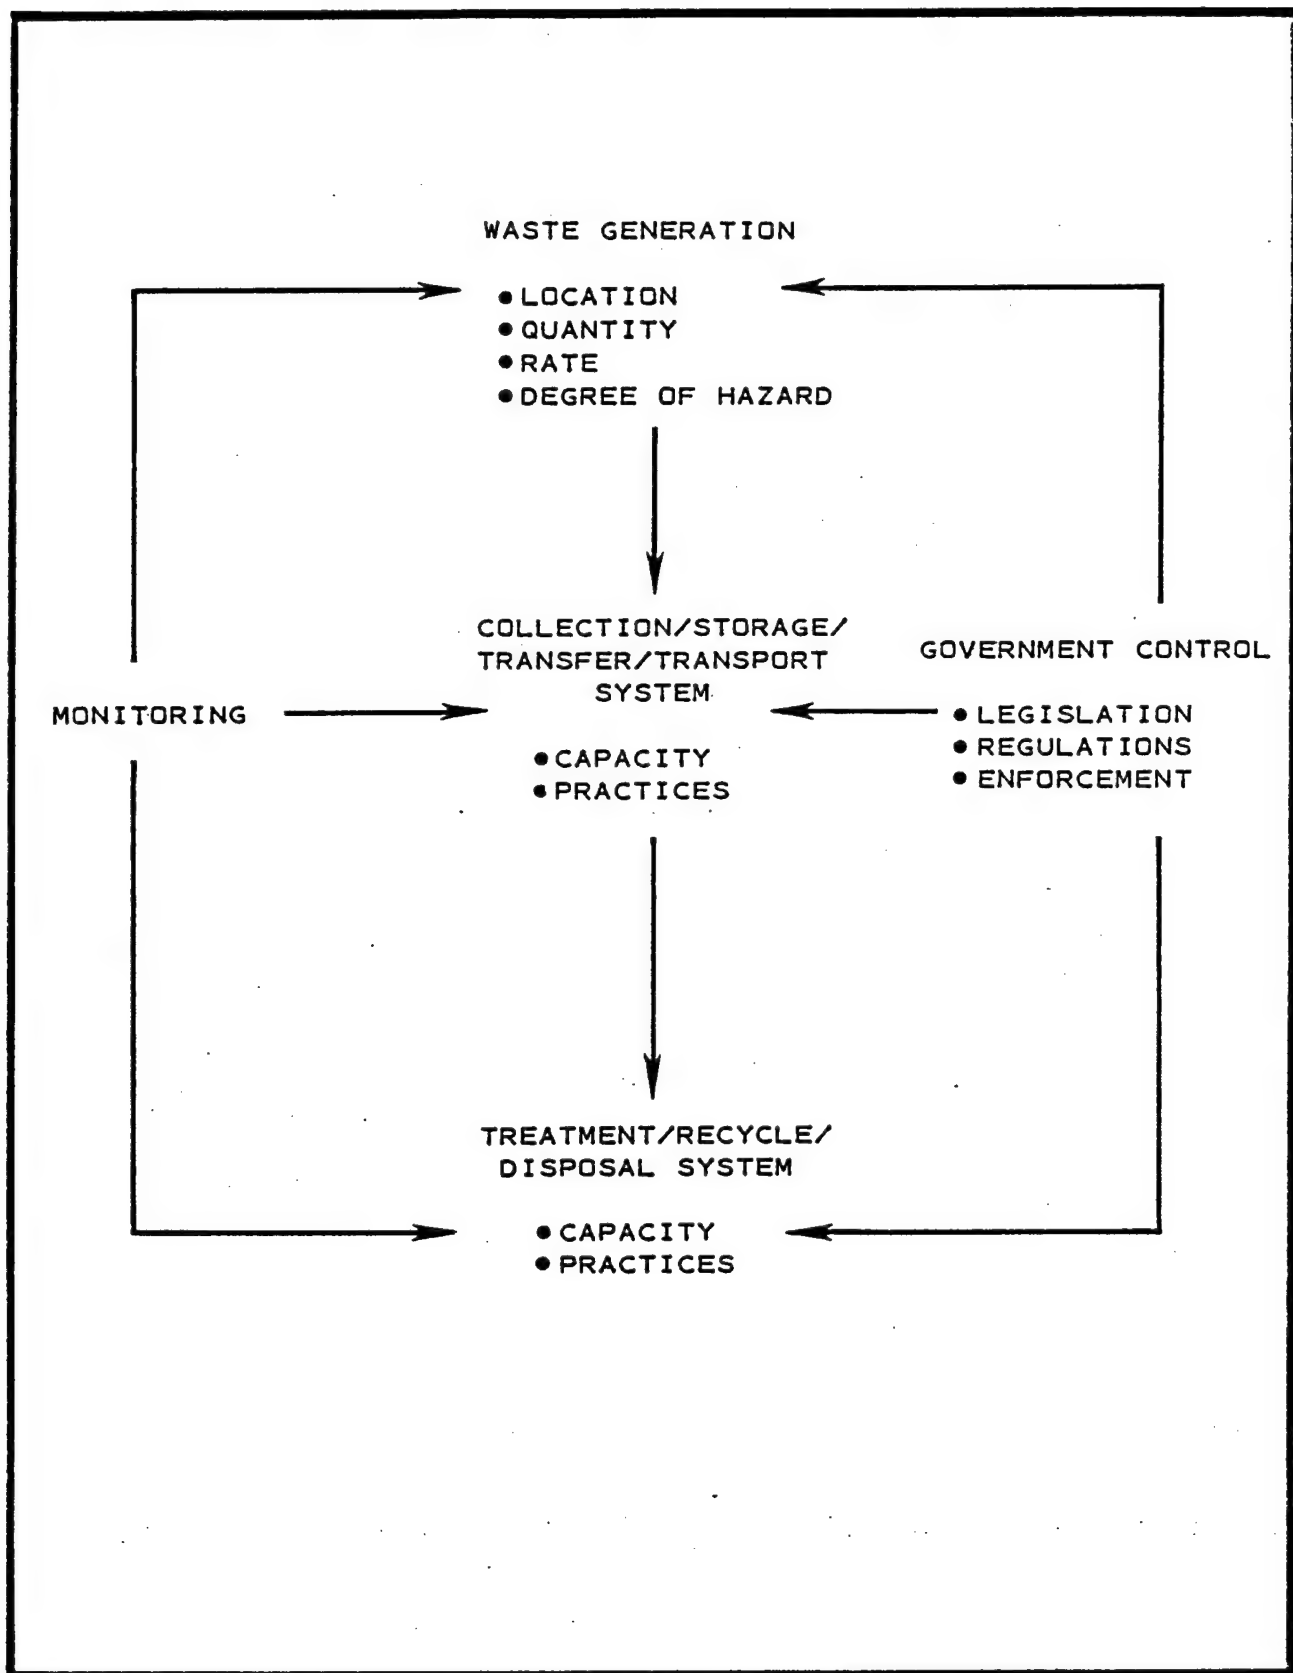 WASTE GENERATION
● LOCATION
● QUANTITY
● RATE
● DEGREE OF HAZARD
COLLECTION/STORAGE/
TRANSFER/TRANSPORT
SYSTEM
● CAPACITY
● PRACTICES
MONITORING
GOVERNMENT CONTROL
● LEGISLATION
● REGULATIONS
● ENFORCEMENT
TREATMENT/RECYCLE/
DISPOSAL SYSTEM
● CAPACITY
● PRACTICES